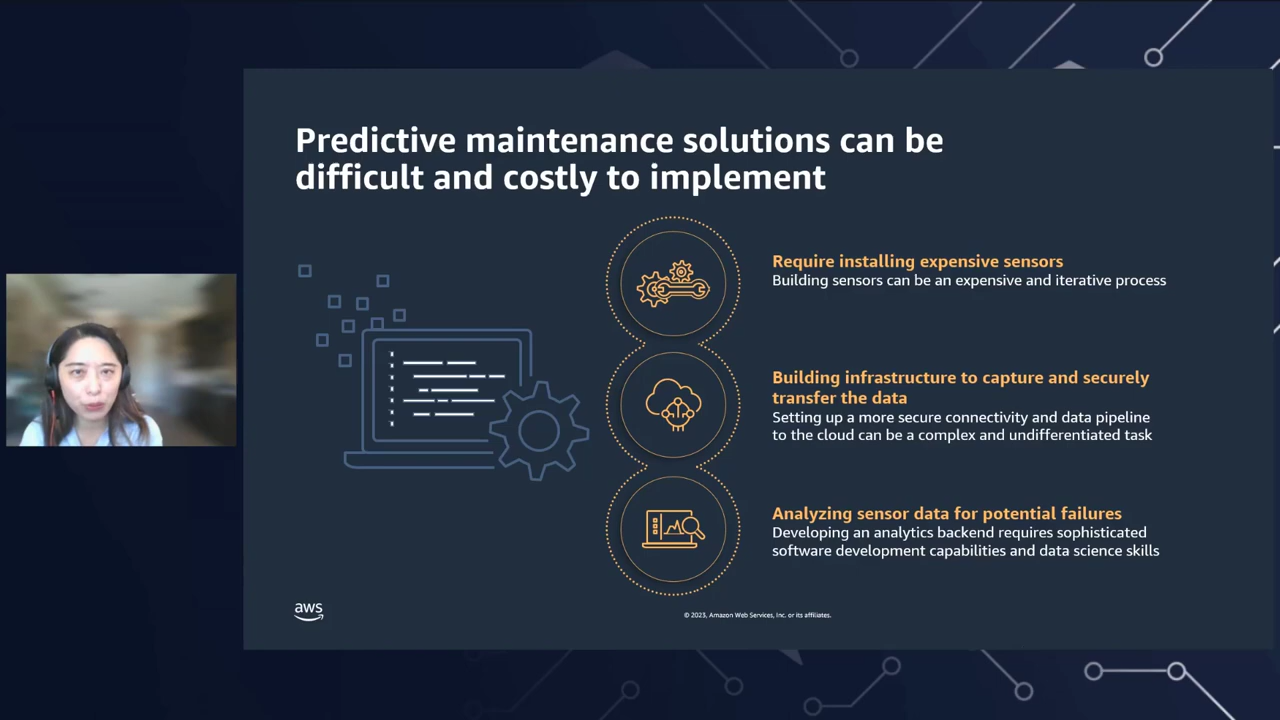 Predictive maintenance solutions can be
difficult and costly to implement
Require installing expensive sensors
Building sensors can be an expensive and iterative process
Building infrastructure to capture and securely
transfer the data
Setting up a more secure connectivity and data pipeline
to the cloud can be a complex and undifferentiated task
Analyzing sensor data for potential failures
Developing an analytics backend requires sophisticated
software development capabilities and data science skills
aws
© 2023, Amazon Web Services, Inc. or its affiliates.